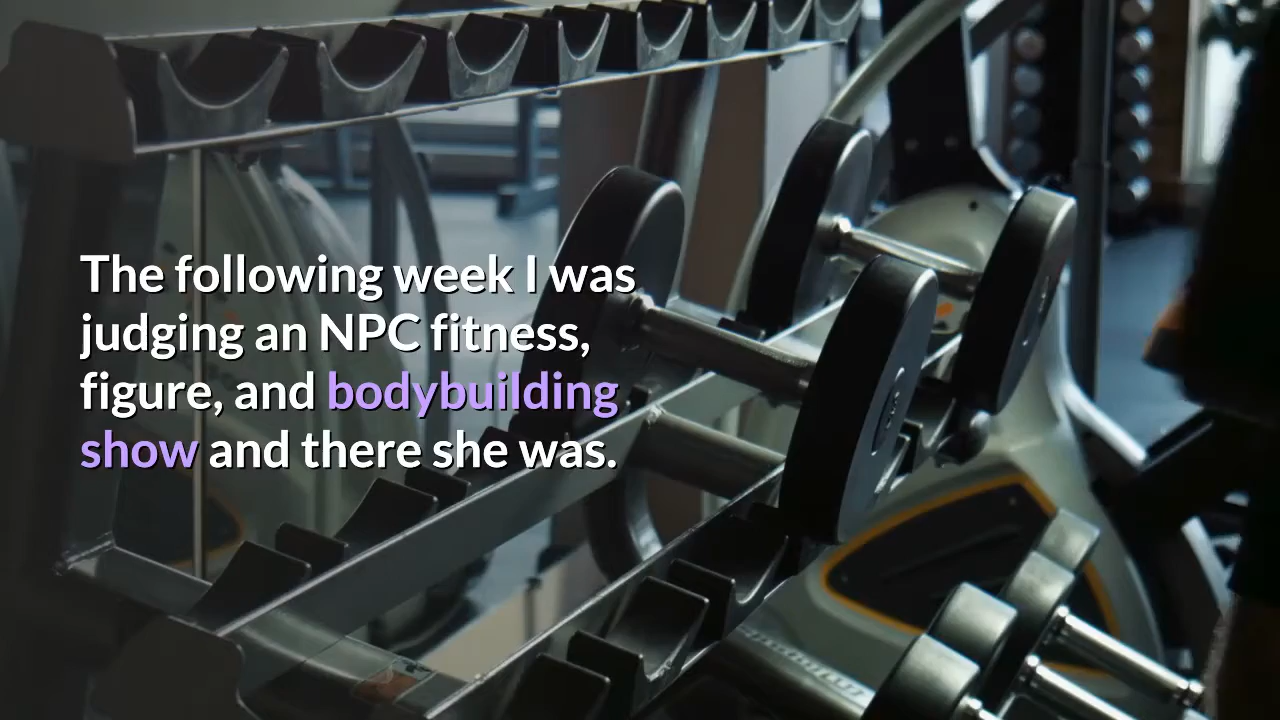 The following week I was
judging an NPC fitness,
figure, and bodybuilding
show and there she was.